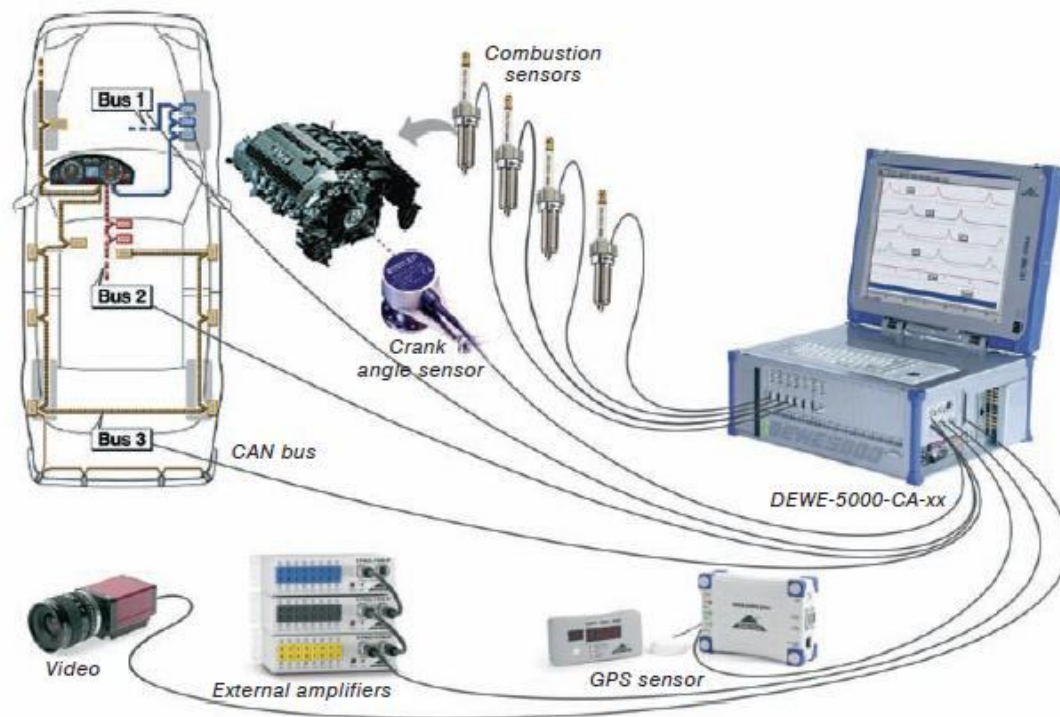 Combustion
sensors
Bus 1
Bus 2
Crank
angle sensor
Bus 3
CAN bus
DEWE5000
DEWE-5000-CA-xx
Video
External amplifiers
GPS sensor